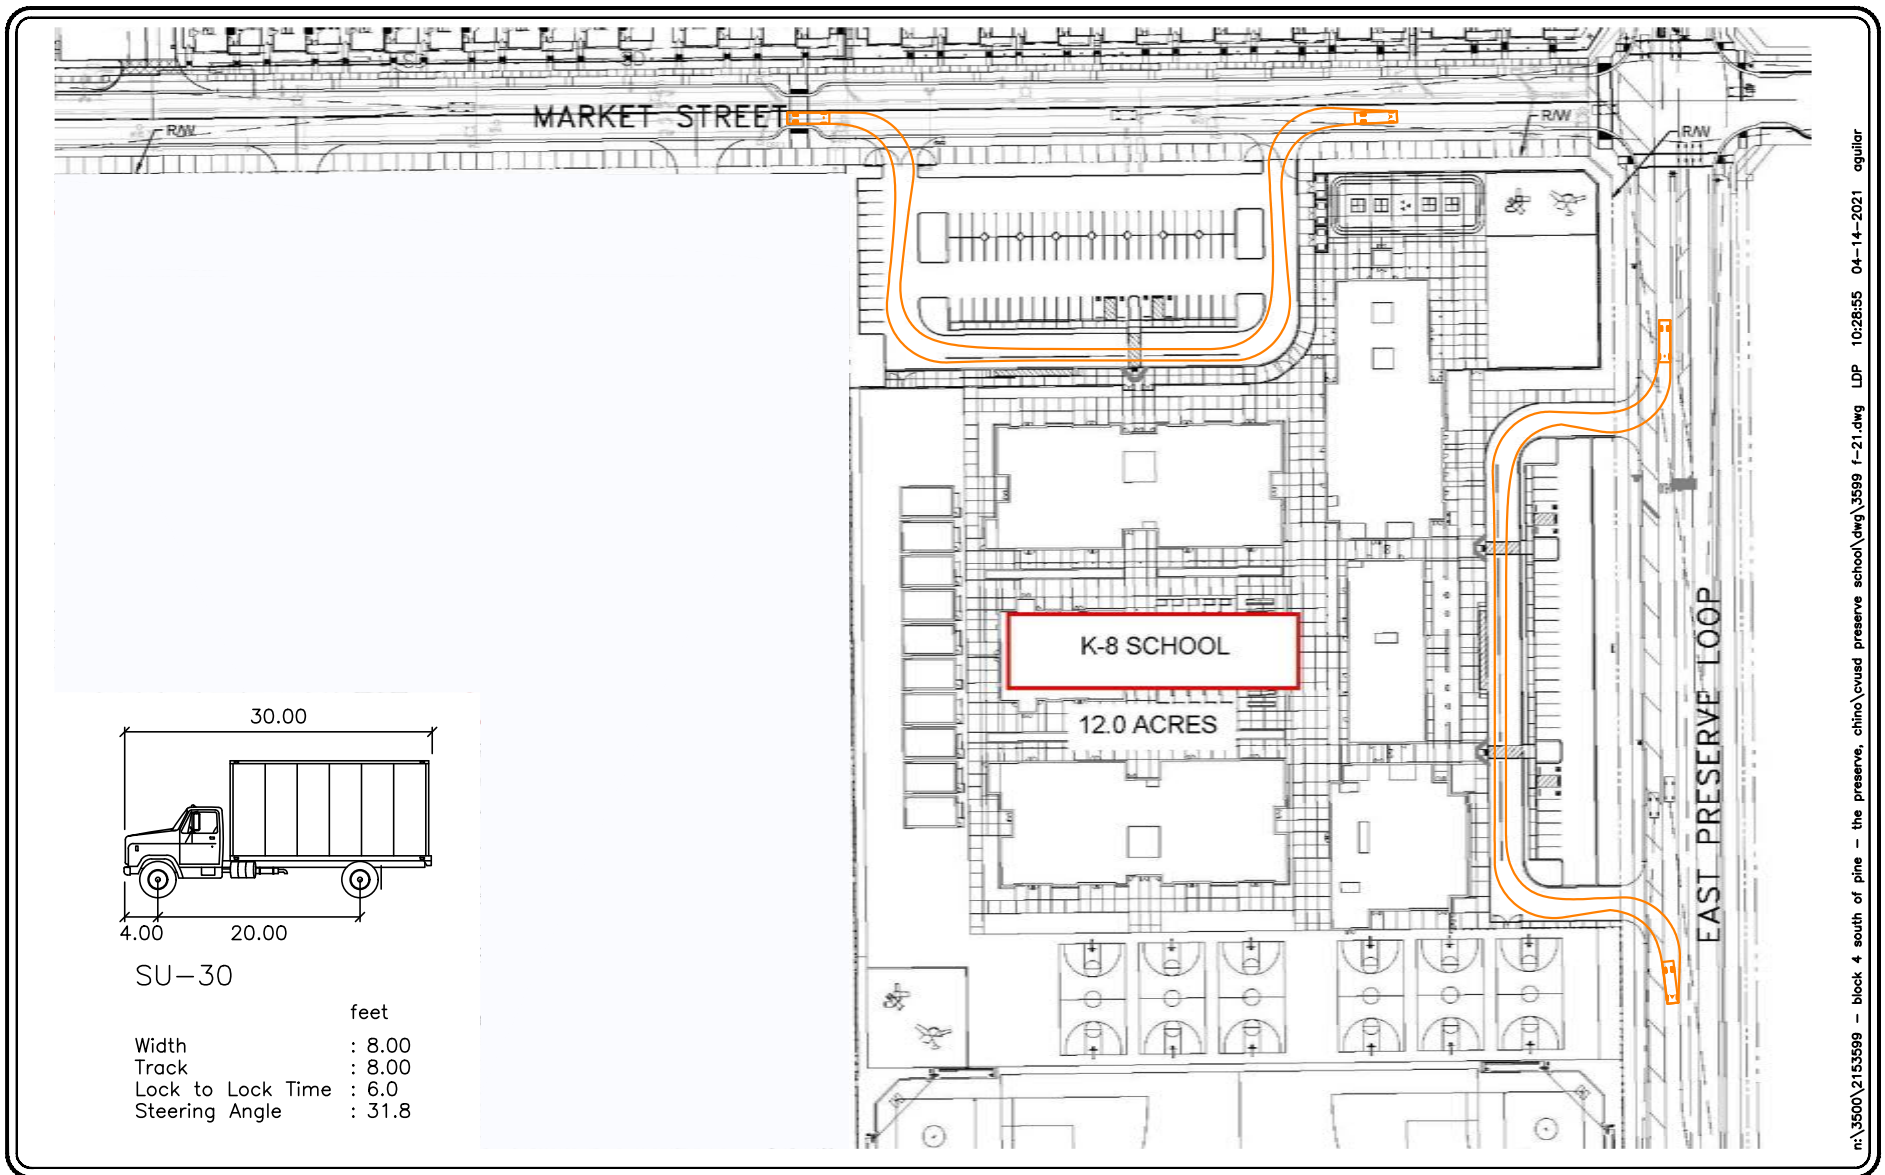 MARKET STREET
R/W
R/W
R/W
K-8 SCHOOL
12.0 ACRES
EAST PRESERVE LOOP
30.00
4.00
20.00
SU-30
feet
Width : 8.00
Track : 8.00
Lock to Lock Time : 6.0
Steering Angle : 31.8
n:\3500\2153599 - block 4 south of pine - the preserve, chino\cvusd preserve school\dwg\3599 f-21.dwg LDP 10:28:55 04-14-2021 aguilar